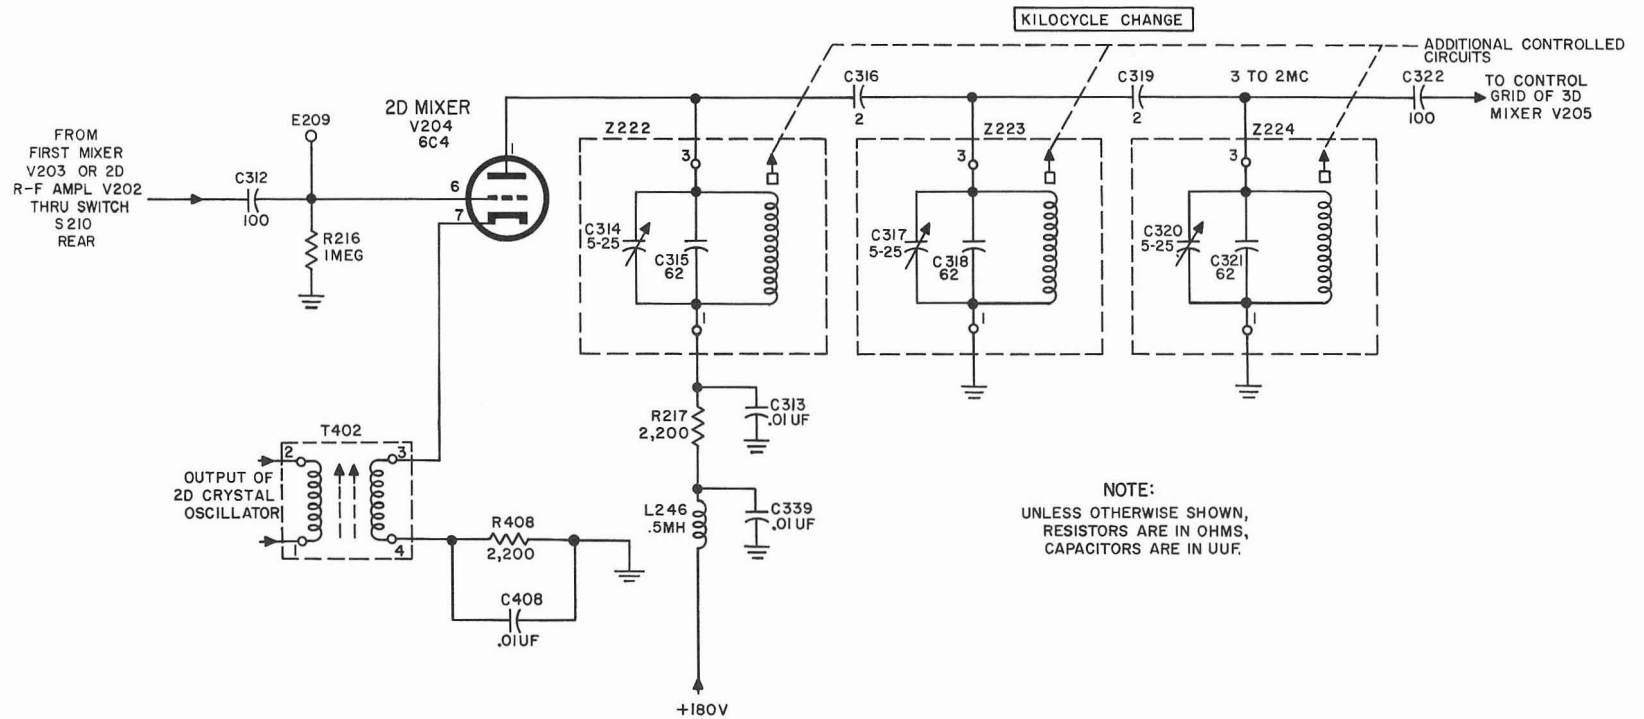 KILOCYCLE CHANGE
ADDITIONAL CONTROLLED
CIRCUITS
C316
2
C319
2
3 TO 2MC
C322
100
TO CONTROL
GRID OF 3D
MIXER V205
2D MIXER
V204
6C4
1
6
7
E209
FROM
FIRST MIXER
V203 OR 2D
R-F AMPL V202
THRU SWITCH
S210
REAR
C312
100
R216
1MEG
Z222
3
C314
5-25
C315
62
1
Z223
3
C317
5-25
C318
62
1
Z224
3
C320
5-25
C321
62
1
R217
2,200
C313
.01UF
L246
.5MH
C339
.01UF
+180V
T402
2
3
1
4
OUTPUT OF
2D CRYSTAL
OSCILLATOR
R408
2,200
C408
.01UF
NOTE:
UNLESS OTHERWISE SHOWN,
RESISTORS ARE IN OHMS,
CAPACITORS ARE IN UUF.